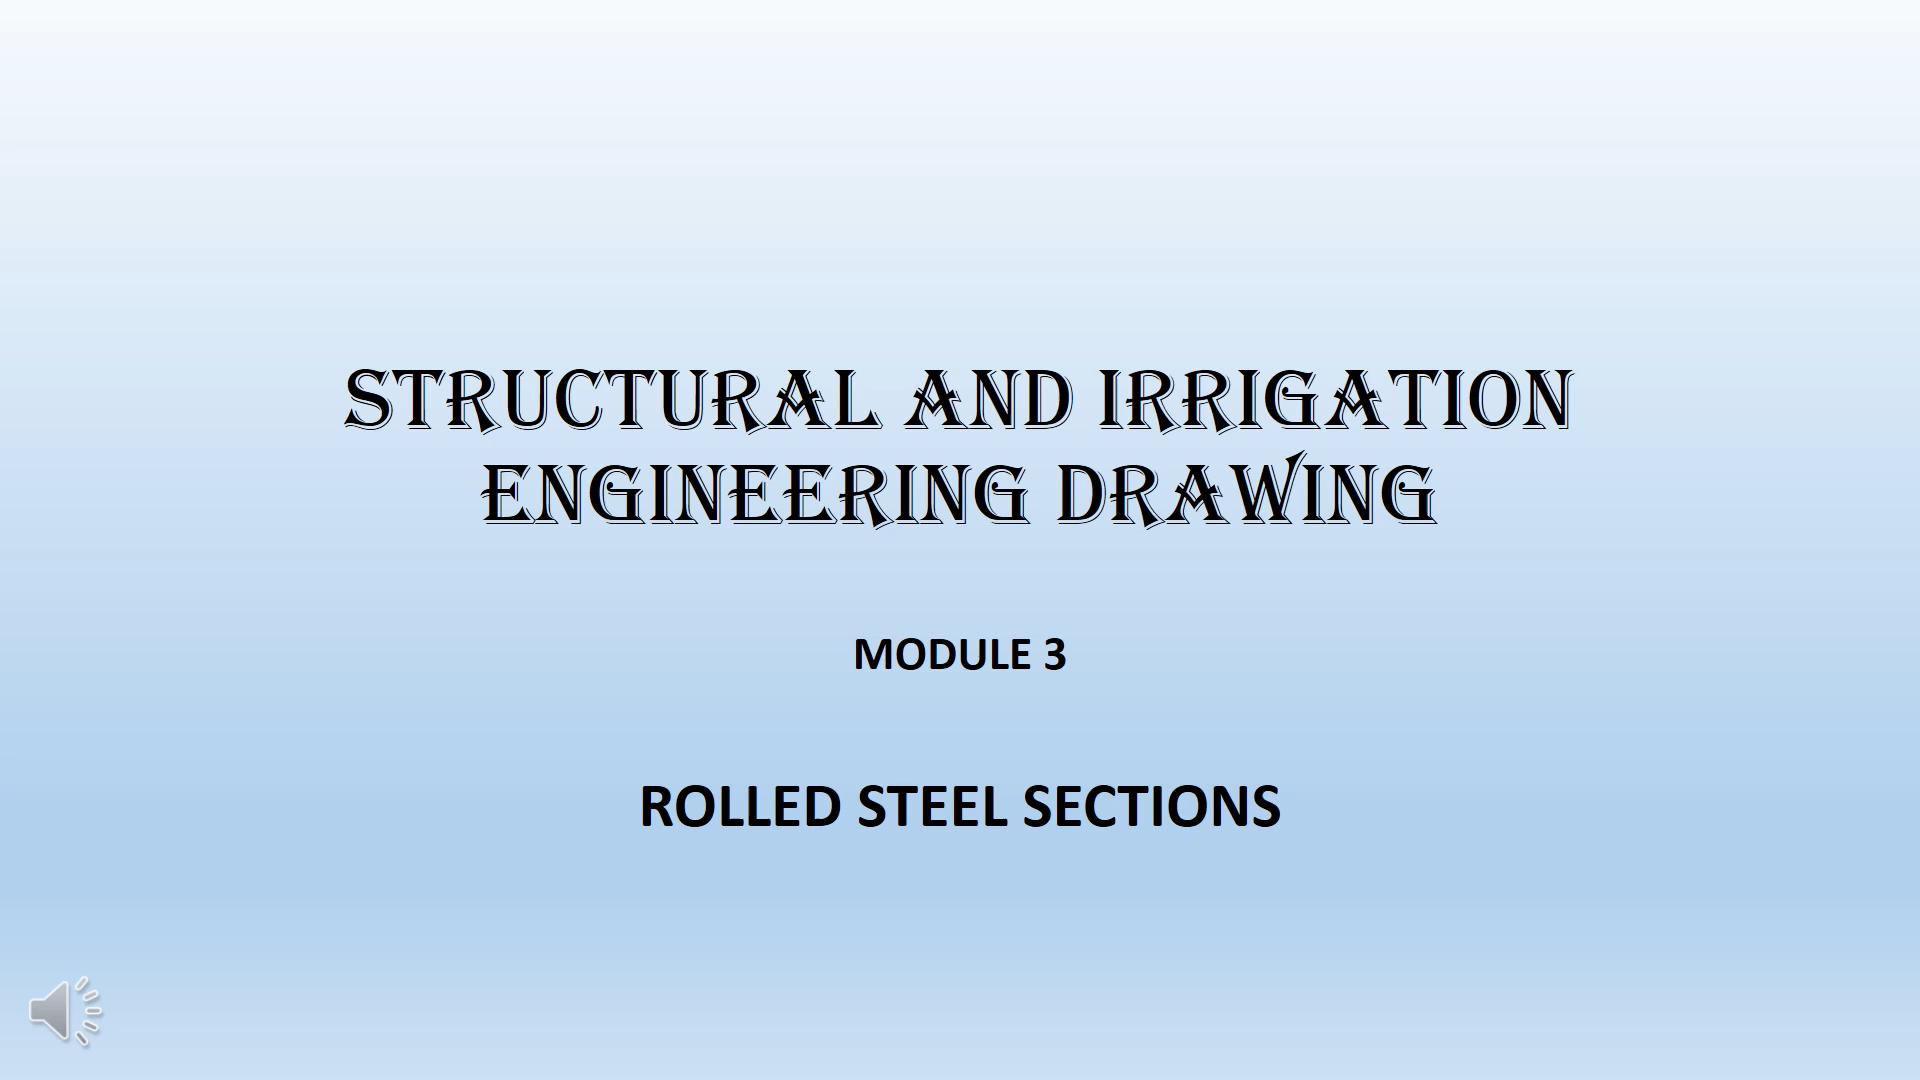 STRUCTURAL AND IRRIGATION
ENGINEERING DRAWING
MODULE 3
ROLLED STEEL SECTIONS